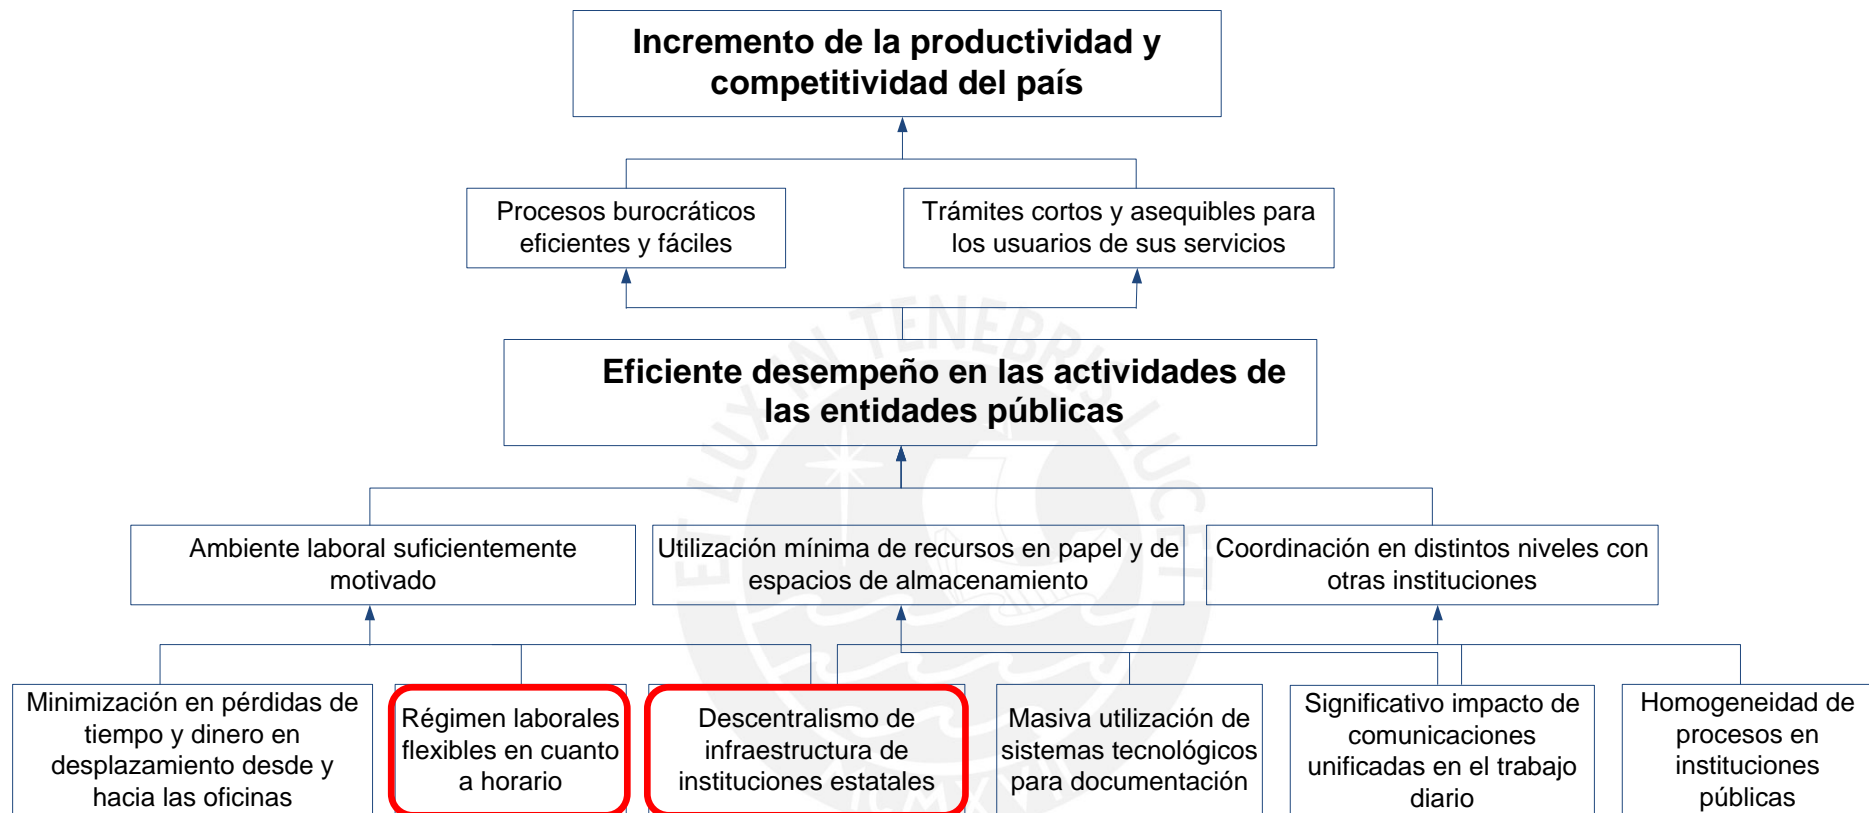 Incremento de la productividad y
competitividad del país
Procesos burocráticos
eficientes y fáciles
Trámites cortos y asequibles para
los usuarios de sus servicios
Eficiente desempeño en las actividades de
las entidades públicas
Ambiente laboral suficientemente
motivado
Utilización mínima de recursos en papel y de
espacios de almacenamiento
Coordinación en distintos niveles con
otras instituciones
Minimización en pérdidas de
tiempo y dinero en
desplazamiento desde y
hacia las oficinas
Régimen laborales
flexibles en cuanto
a horario
Descentralismo de
infraestructura de
instituciones estatales
Masiva utilización de
sistemas tecnológicos
para documentación
Significativo impacto de
comunicaciones
unificadas en el trabajo
diario
Homogeneidad de
procesos en
instituciones
públicas
ET LUX IN TENEBRIS LUCET